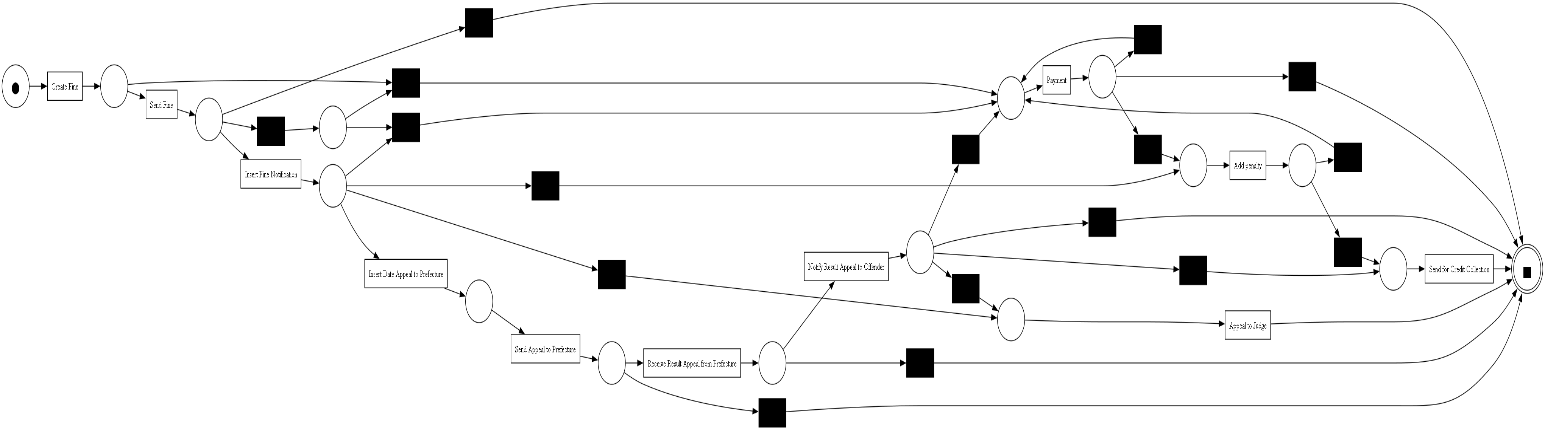 Create Fine
Send Fine
Insert Fine Notification
Insert Date Appeal to Prefecture
Send Appeal to Prefecture
Receive Result Appeal from Prefecture
Notify Result Appeal to Offender
Payment
Add penalty
Send for Credit Collection
Appeal to Judge